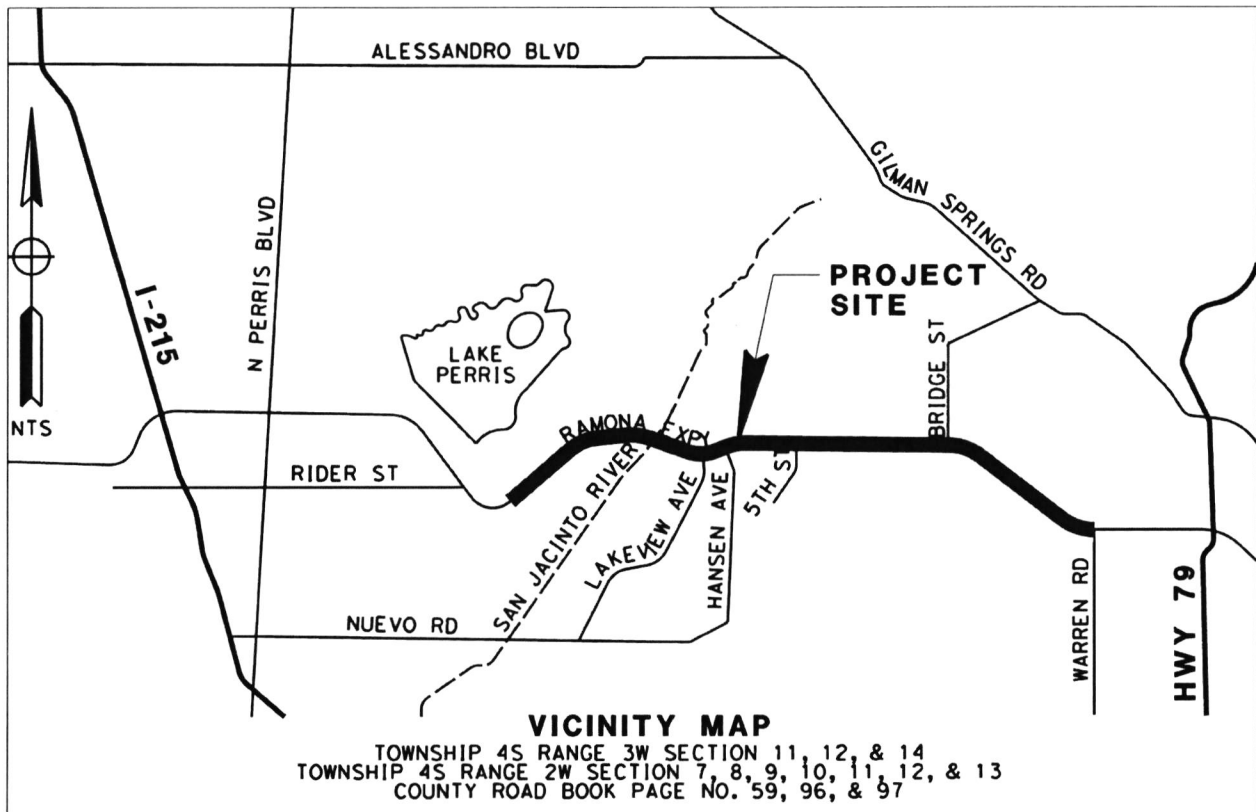 ALESSANDRO BLVD
GILMAN SPRINGS RD
N PERRIS BLVD
I-215
PROJECT
SITE
LAKE
PERRIS
BRIDGE ST
NTS
RAMONA EXPY
RIDER ST
5TH ST
SAN JACINTO RIVER
LAKEVIEW AVE
HANSEN AVE
NUEVO RD
WARREN RD
HWY 79
VICINITY MAP
TOWNSHIP 4S RANGE 3W SECTION 11, 12, & 14
TOWNSHIP 4S RANGE 2W SECTION 7, 8, 9, 10, 11, 12, & 13
COUNTY ROAD BOOK PAGE NO. 59, 96, & 97